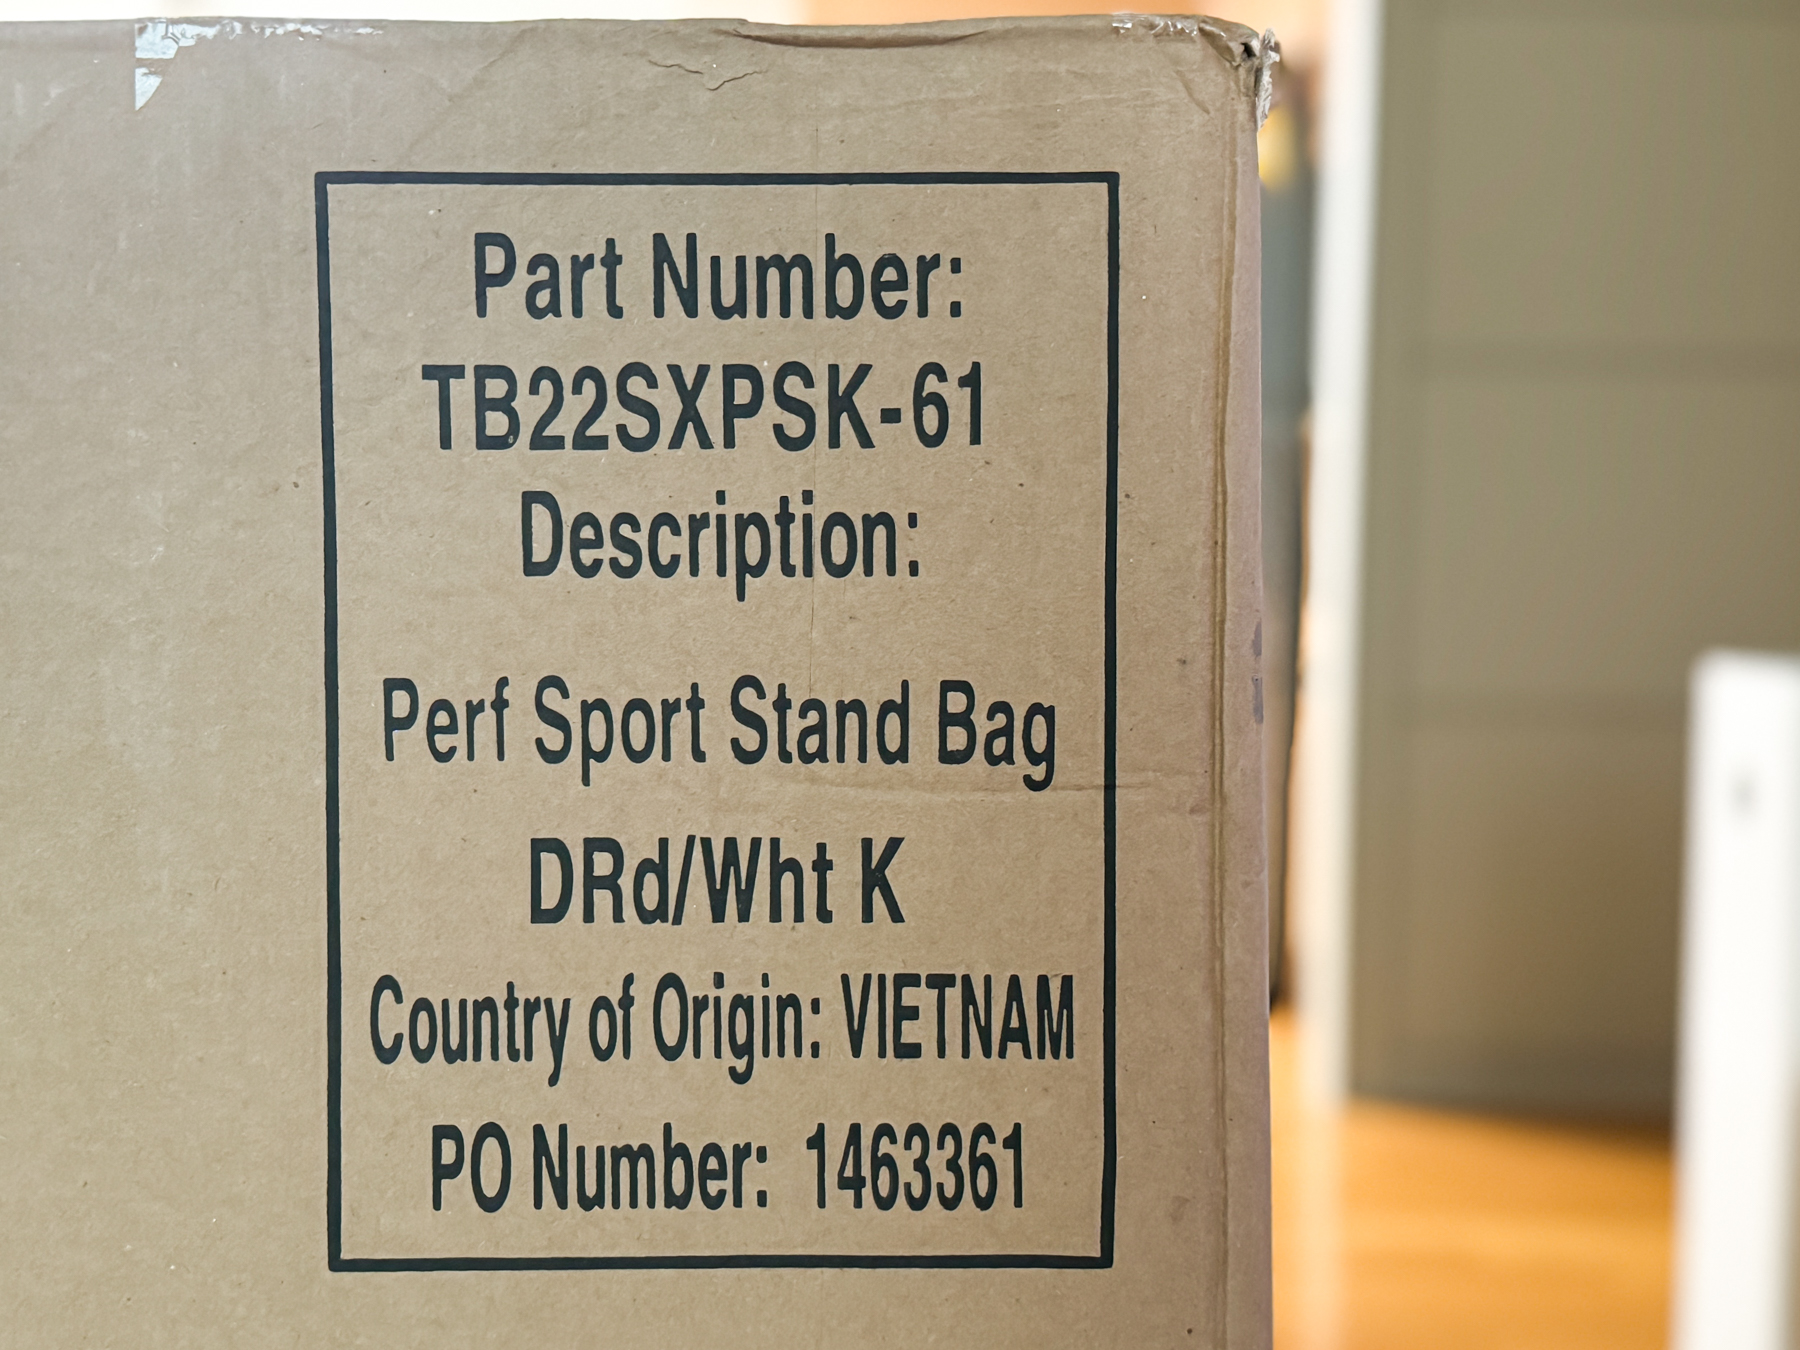 Part Number:
TB22SXPSK-61
Description:
Perf Sport Stand Bag
DRd/Wht K
Country of Origin: VIETNAM
PO Number: 1463361